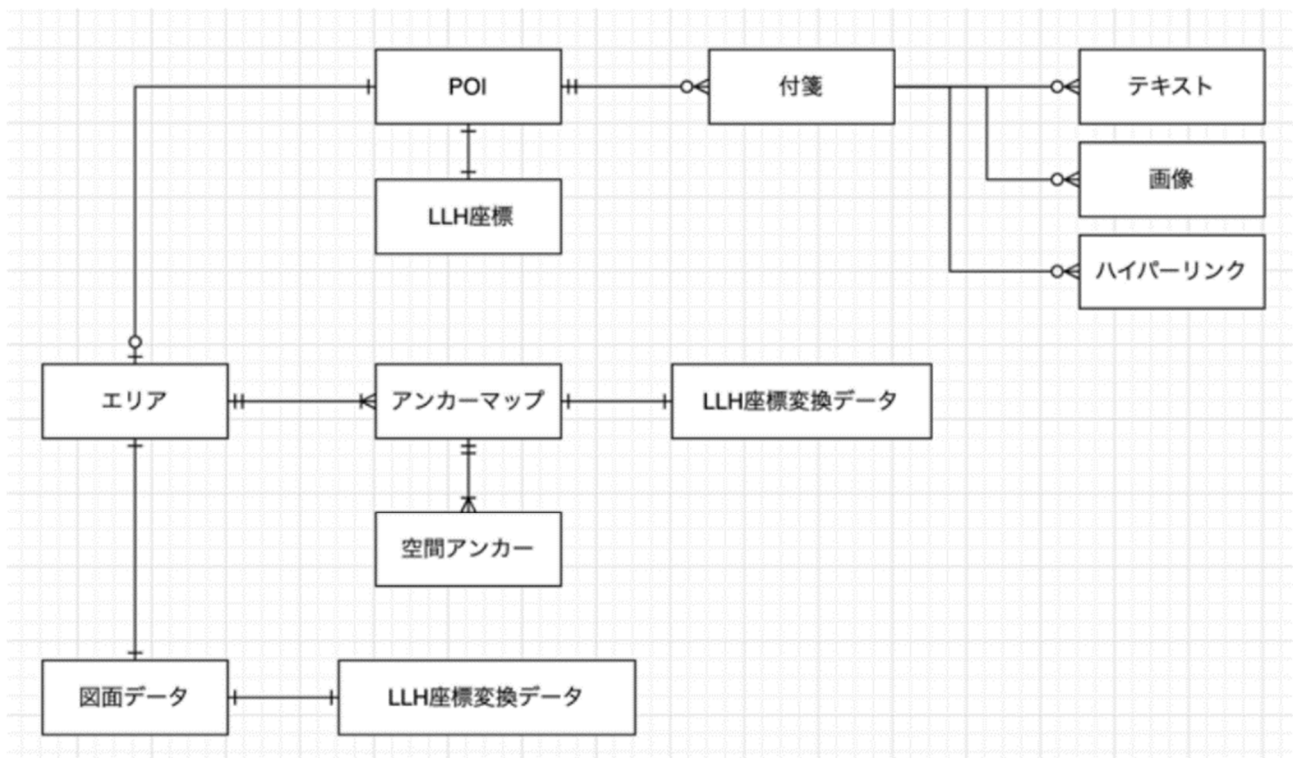 POI
付箋
テキスト
画像
LLH座標
ハイパーリンク
エリア
アンカーマップ
LLH座標変換データ
空間アンカー
図面データ
LLH座標変換データ